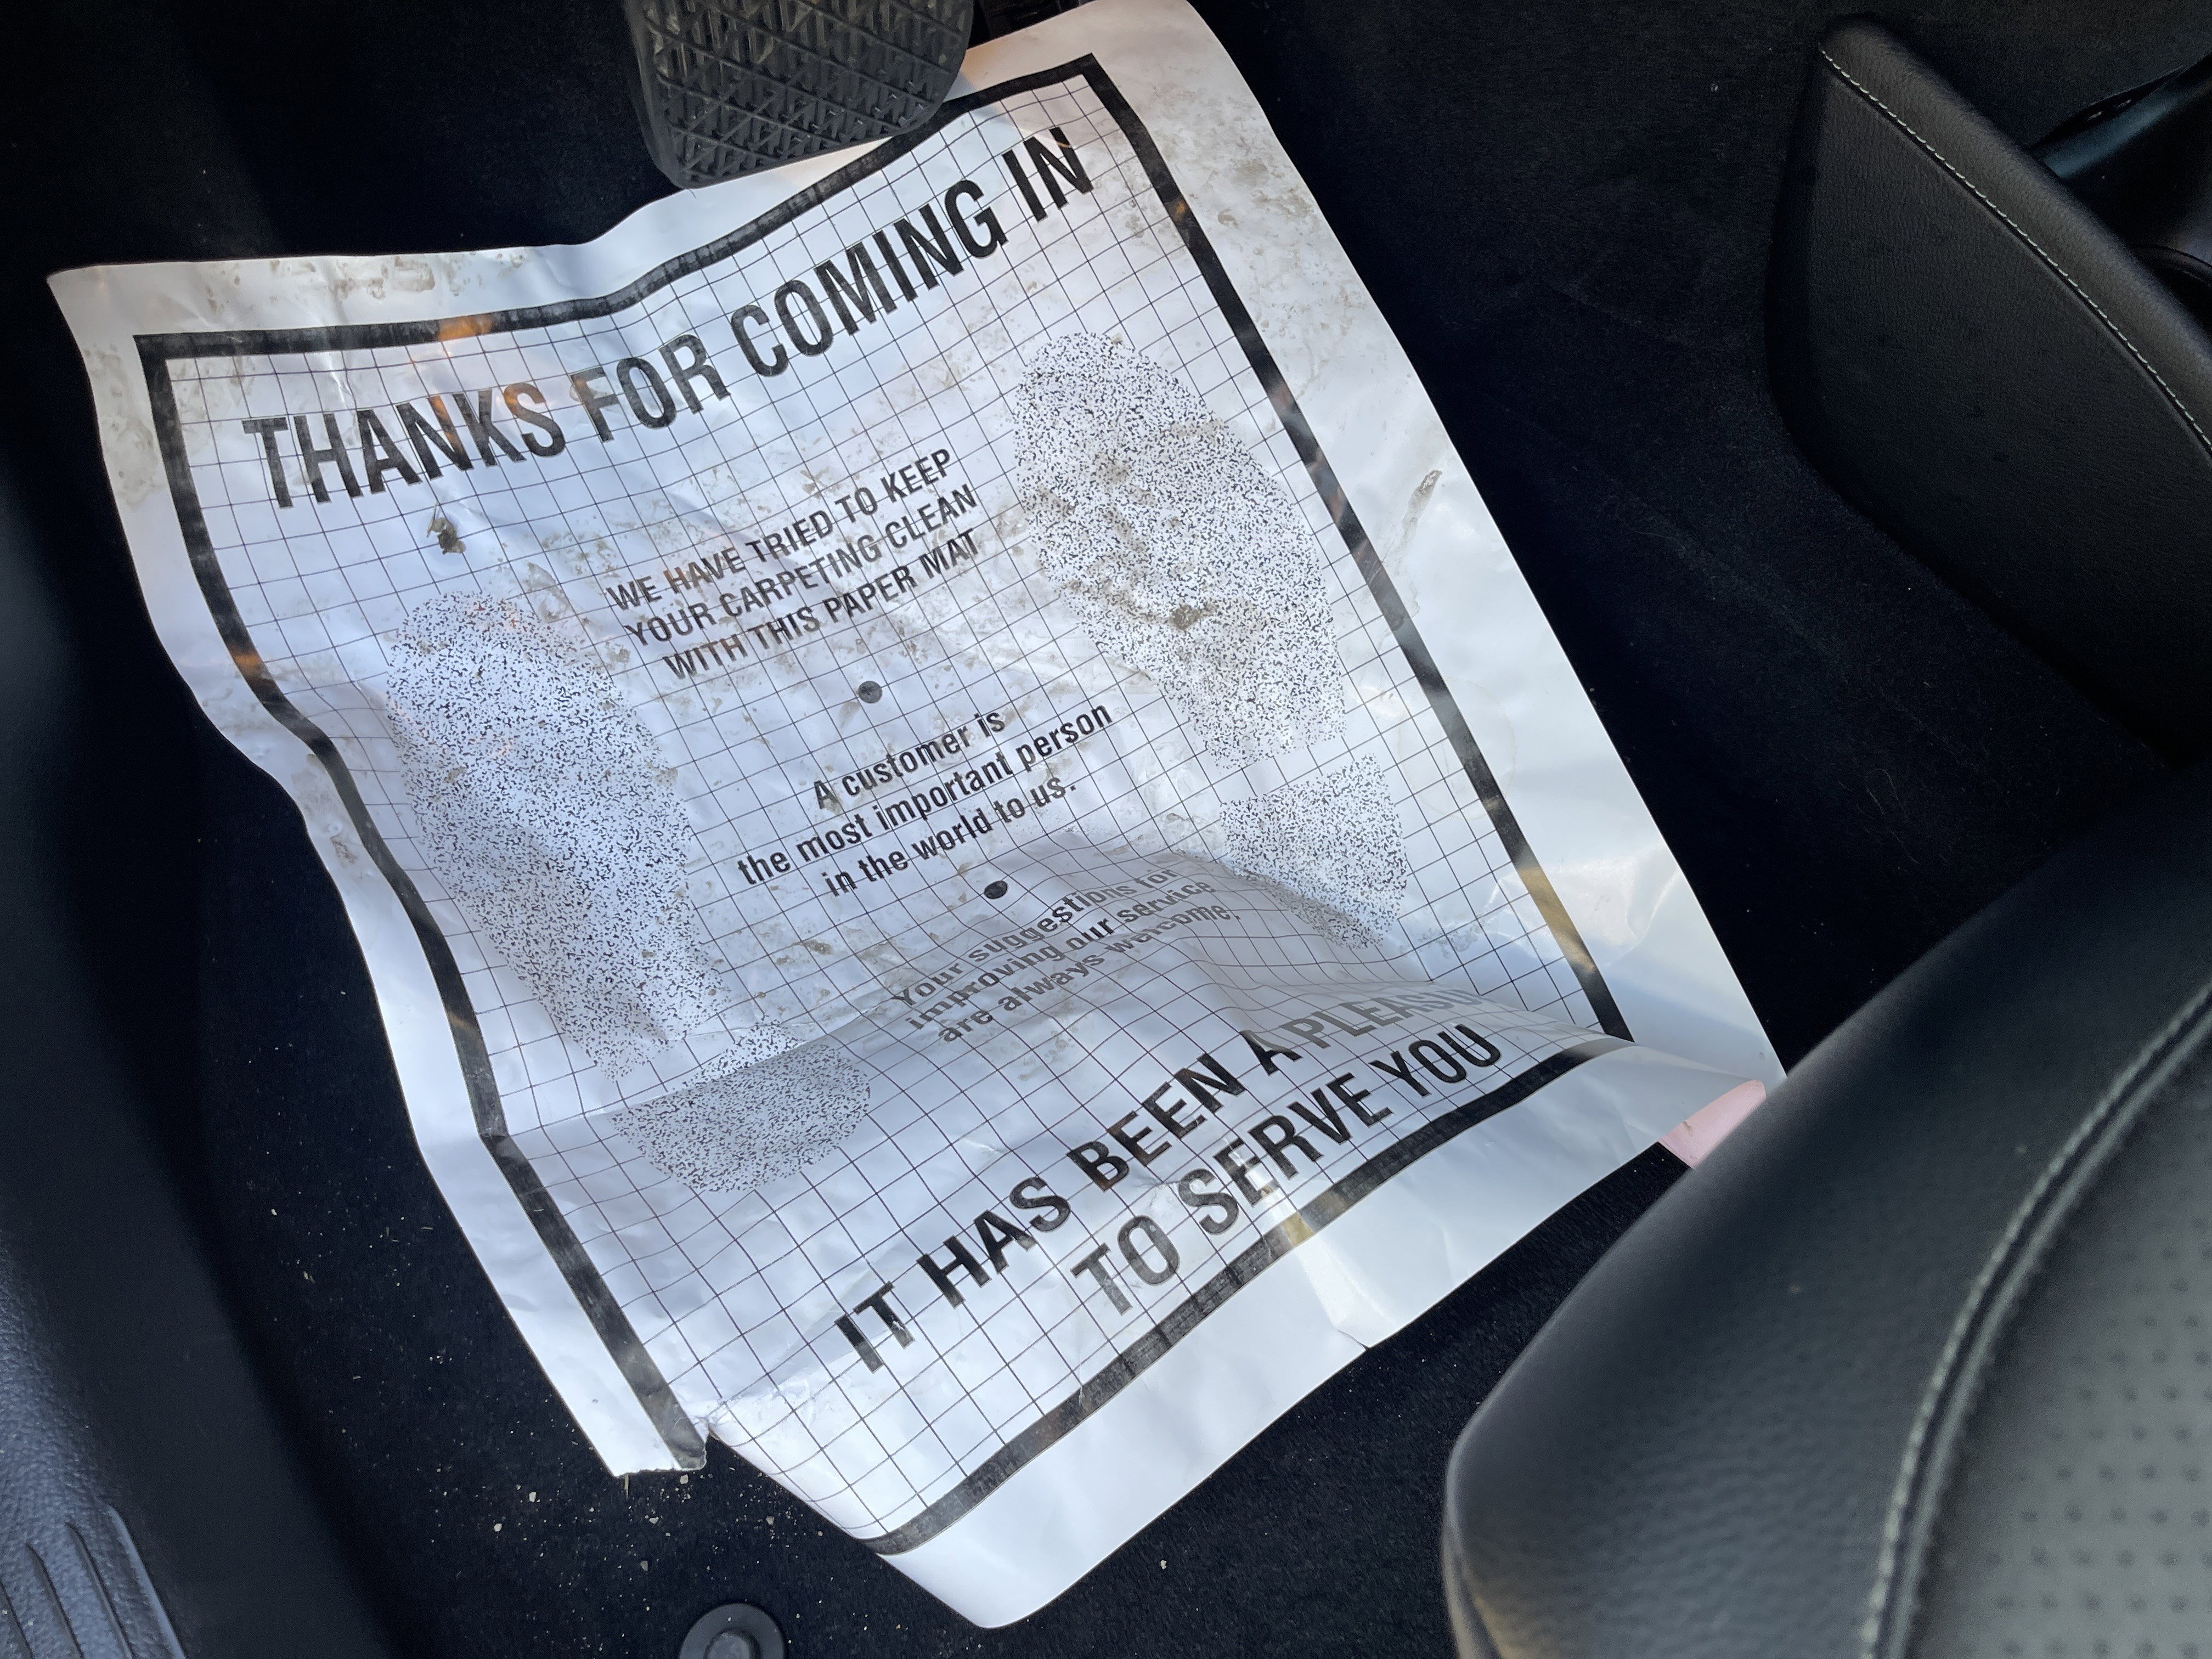 THANKS FOR COMING IN
WE HAVE TRIED TO KEEP
YOUR CARPETING CLEAN
WITH THIS PAPER MAT
A customer is
the most important person
in the world to us.
Your suggestions for
improving our service
are always welcome.
IT HAS BEEN A
TO SERVE YOU